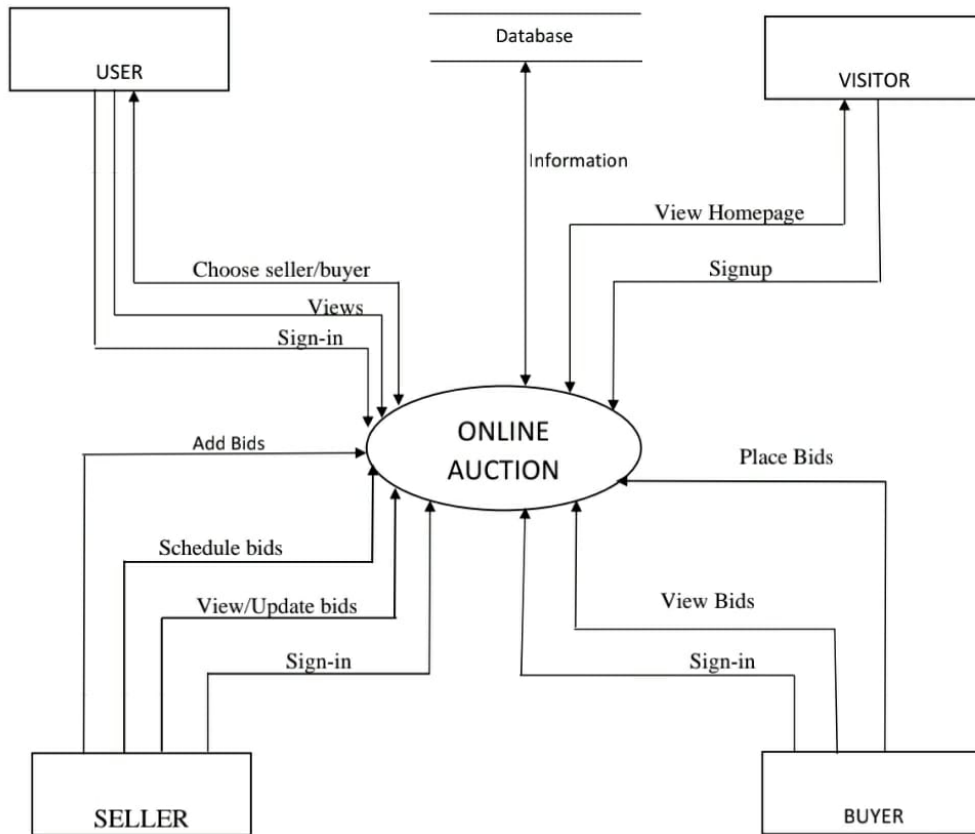 Database
USER
VISITOR
Information
View Homepage
Choose seller/buyer
Signup
Views
Sign-in
ONLINE
AUCTION
Add Bids
Place Bids
Schedule bids
View/Update bids
View Bids
Sign-in
Sign-in
SELLER
BUYER